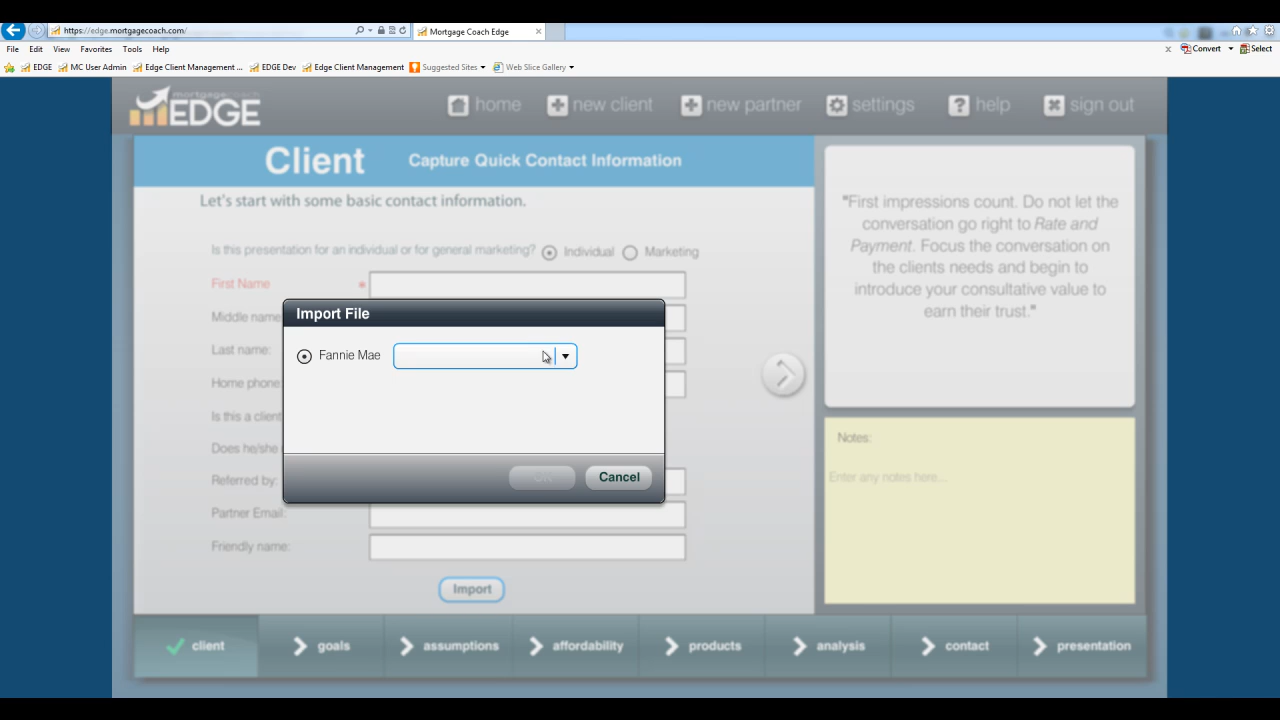 https://edge.mortgagecoach.com/
Mortgage Coach Edge
File Edit View Favorites Tools Help
Convert Select
EDGE MC User Admin Edge Client Management ... EDGE Dev Edge Client Management Suggested Sites Web Slice Gallery
mortgage coach
EDGE
home new client new partner settings help sign out
Client Capture Quick Contact Information
Let's start with some basic contact information.
Is this presentation for an individual or for general marketing? Individual Marketing
First Name *
Middle name
Last name:
Home phone:
Is this a client
Does he/she
Referred by:
Partner Email:
Friendly name:
Import
Import File
Fannie Mae
OK Cancel
"First impressions count. Do not let the
conversation go right to Rate and
Payment. Focus the conversation on
the clients needs and begin to
introduce your consultative value to
earn their trust."
Notes:
Enter any notes here...
client goals assumptions affordability products analysis contact presentation